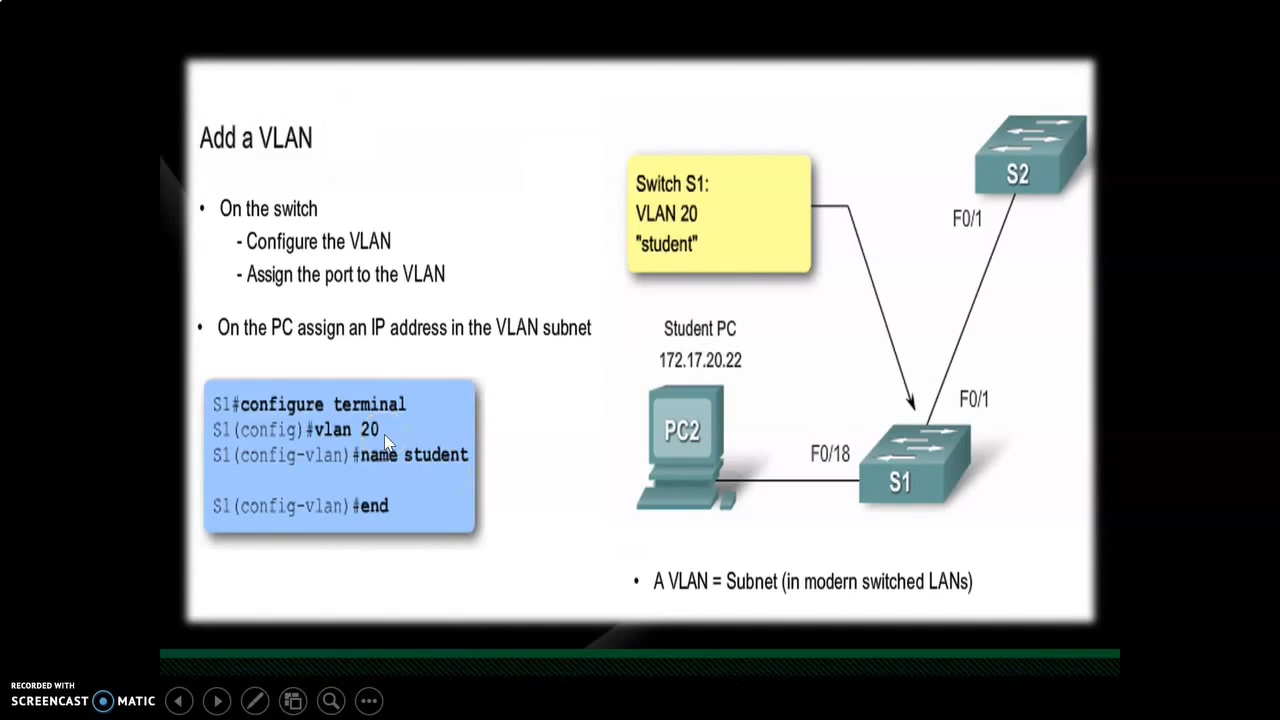 Add a VLAN
• On the switch
- Configure the VLAN
- Assign the port to the VLAN
• On the PC assign an IP address in the VLAN subnet
S1#configure terminal
S1(config)#vlan 20
S1(config-vlan)#name student
S1(config-vlan)#end
Switch S1:
VLAN 20
"student"
S2
F0/1
Student PC
172.17.20.22
F0/1
PC2
F0/18
S1
• A VLAN = Subnet (in modern switched LANs)
RECORDED WITH
SCREENCAST MATIC